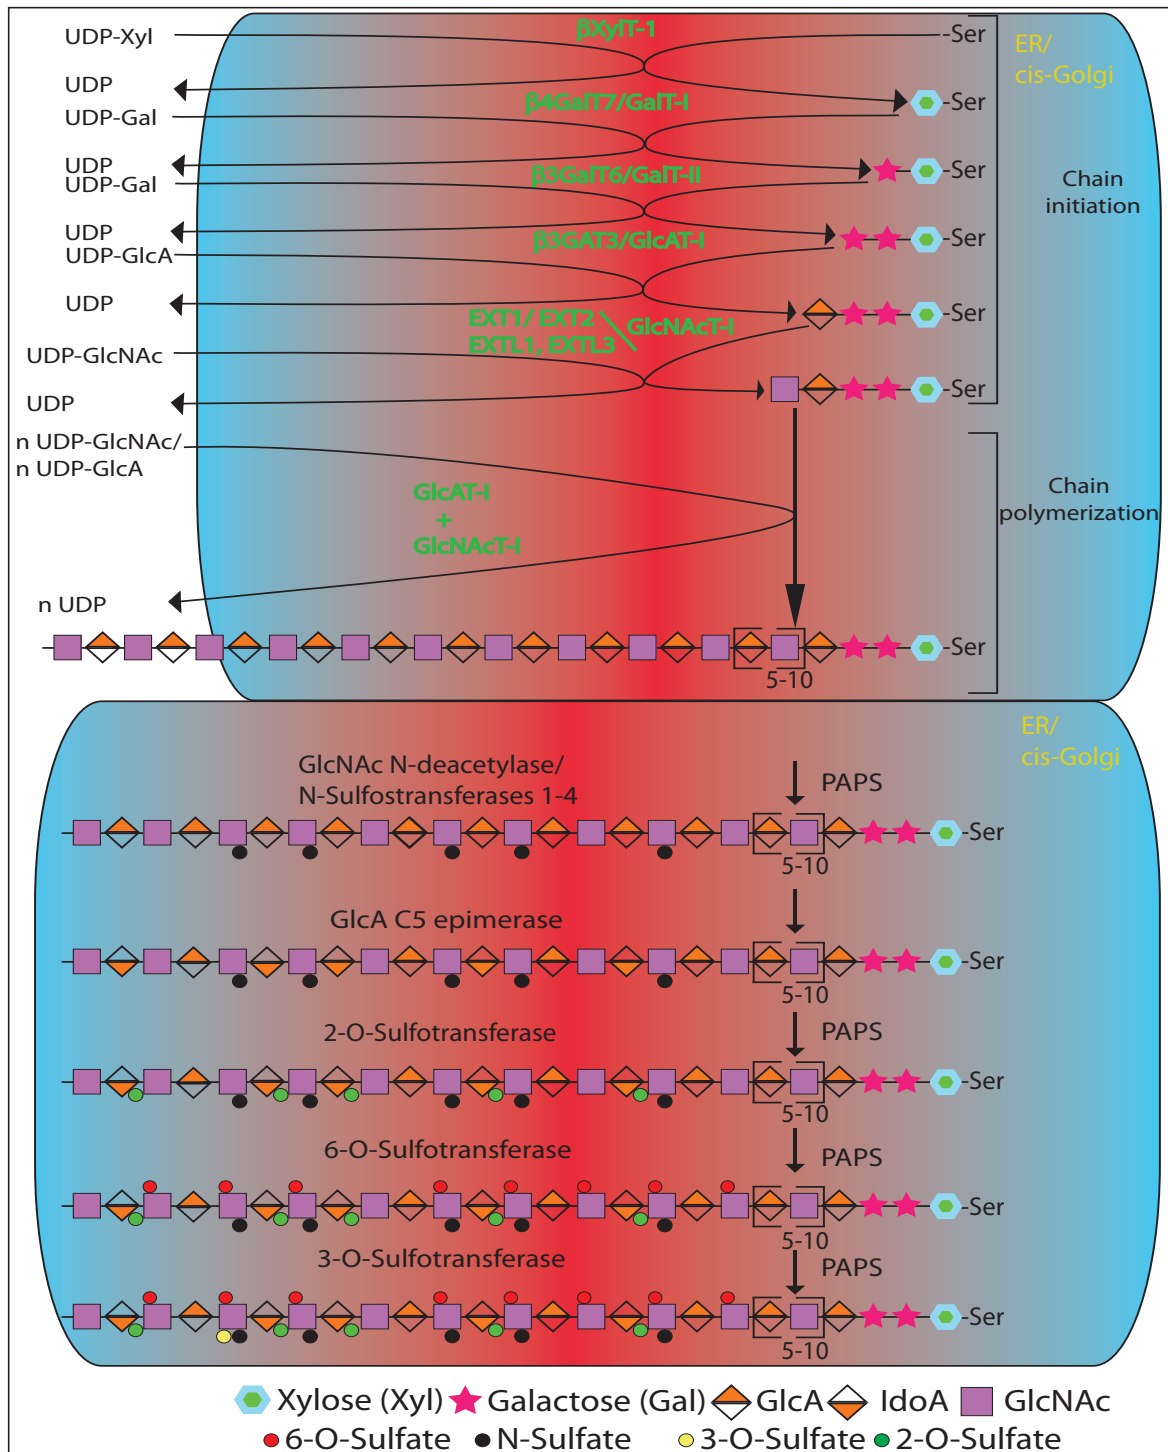 UDP-Xyl
βXylT-1
-Ser
ER/
cis-Golgi
UDP
β4GalT7/GalT-I
-Ser
UDP-Gal
UDP
β3GalT6/GalT-II
-Ser
UDP-Gal
Chain
initiation
UDP
β3GAT3/GlcAT-I
-Ser
UDP-GlcA
UDP
EXT1/ EXT2
EXTL1, EXTL3
GlcNAcT-I
-Ser
UDP-GlcNAc
-Ser
UDP
n UDP-GlcNAc/
n UDP-GlcA
GlcAT-I
+
GlcNAcT-I
Chain
polymerization
n UDP
-Ser
5-10
ER/
cis-Golgi
GlcNAc N-deacetylase/
N-Sulfostransferases 1-4
PAPS
-Ser
5-10
GlcA C5 epimerase
-Ser
5-10
2-O-Sulfotransferase
PAPS
-Ser
5-10
6-O-Sulfotransferase
PAPS
-Ser
5-10
3-O-Sulfotransferase
PAPS
-Ser
5-10
Xylose (Xyl) Galactose (Gal) GlcA IdoA GlcNAc
6-O-Sulfate N-Sulfate 3-O-Sulfate 2-O-Sulfate